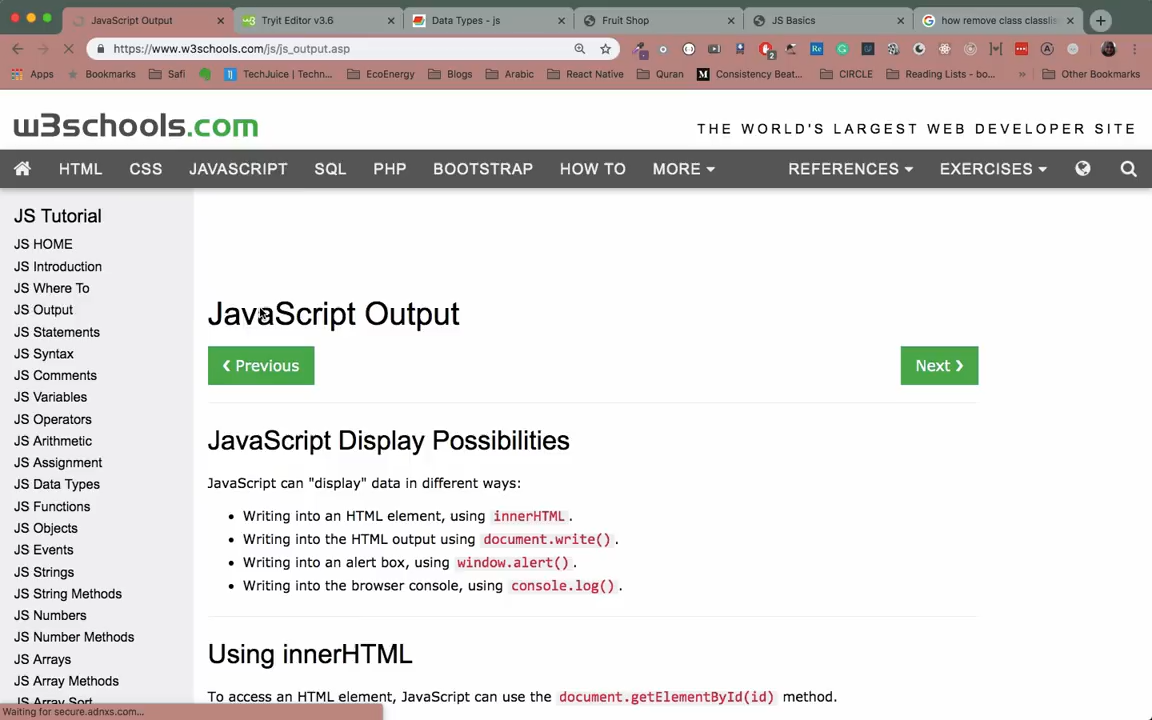 JavaScript Output
Tryit Editor v3.6
Data Types - js
Fruit Shop
JS Basics
how remove class classlis
https://www.w3schools.com/js/js_output.asp
Apps
Bookmarks
Safi
TechJuice | Techn...
EcoEnergy
Blogs
Arabic
React Native
Quran
Consistency Beat...
CIRCLE
Reading Lists - bo...
»
Other Bookmarks
w3schools.com
THE WORLD'S LARGEST WEB DEVELOPER SITE
HTML
CSS
JAVASCRIPT
SQL
PHP
BOOTSTRAP
HOW TO
MORE
REFERENCES
EXERCISES
JS Tutorial
JS HOME
JS Introduction
JS Where To
JS Output
JS Statements
JS Syntax
JS Comments
JS Variables
JS Operators
JS Arithmetic
JS Assignment
JS Data Types
JS Functions
JS Objects
JS Events
JS Strings
JS String Methods
JS Numbers
JS Number Methods
JS Arrays
JS Array Methods
JS Array Sort
JavaScript Output
❮ Previous
Next ❯
JavaScript Display Possibilities
JavaScript can "display" data in different ways:
• Writing into an HTML element, using innerHTML.
• Writing into the HTML output using document.write().
• Writing into an alert box, using window.alert().
• Writing into the browser console, using console.log().
Using innerHTML
To access an HTML element, JavaScript can use the document.getElementById(id) method.
Waiting for secure.adnxs.com...